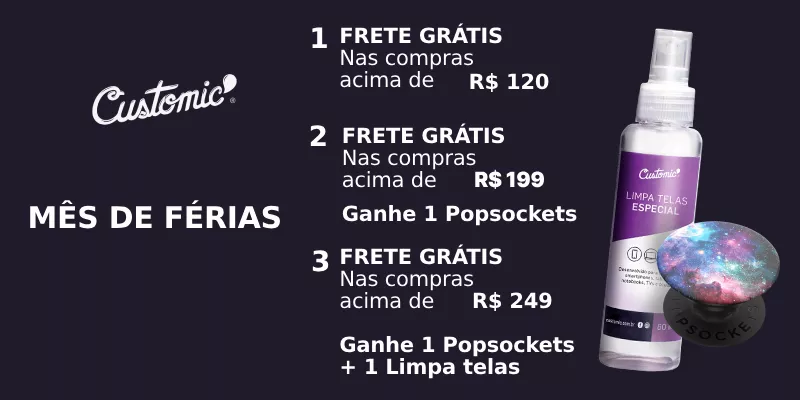 Customic
®
MÊS DE FÉRIAS
1 FRETE GRÁTIS
Nas compras
acima de R$ 120
2 FRETE GRÁTIS
Nas compras
acima de R$ 199
Ganhe 1 Popsockets
3 FRETE GRÁTIS
Nas compras
acima de R$ 249
Ganhe 1 Popsockets
+ 1 Limpa telas
Customic
LIMPA TELAS
ESPECIAL
PSOCKE